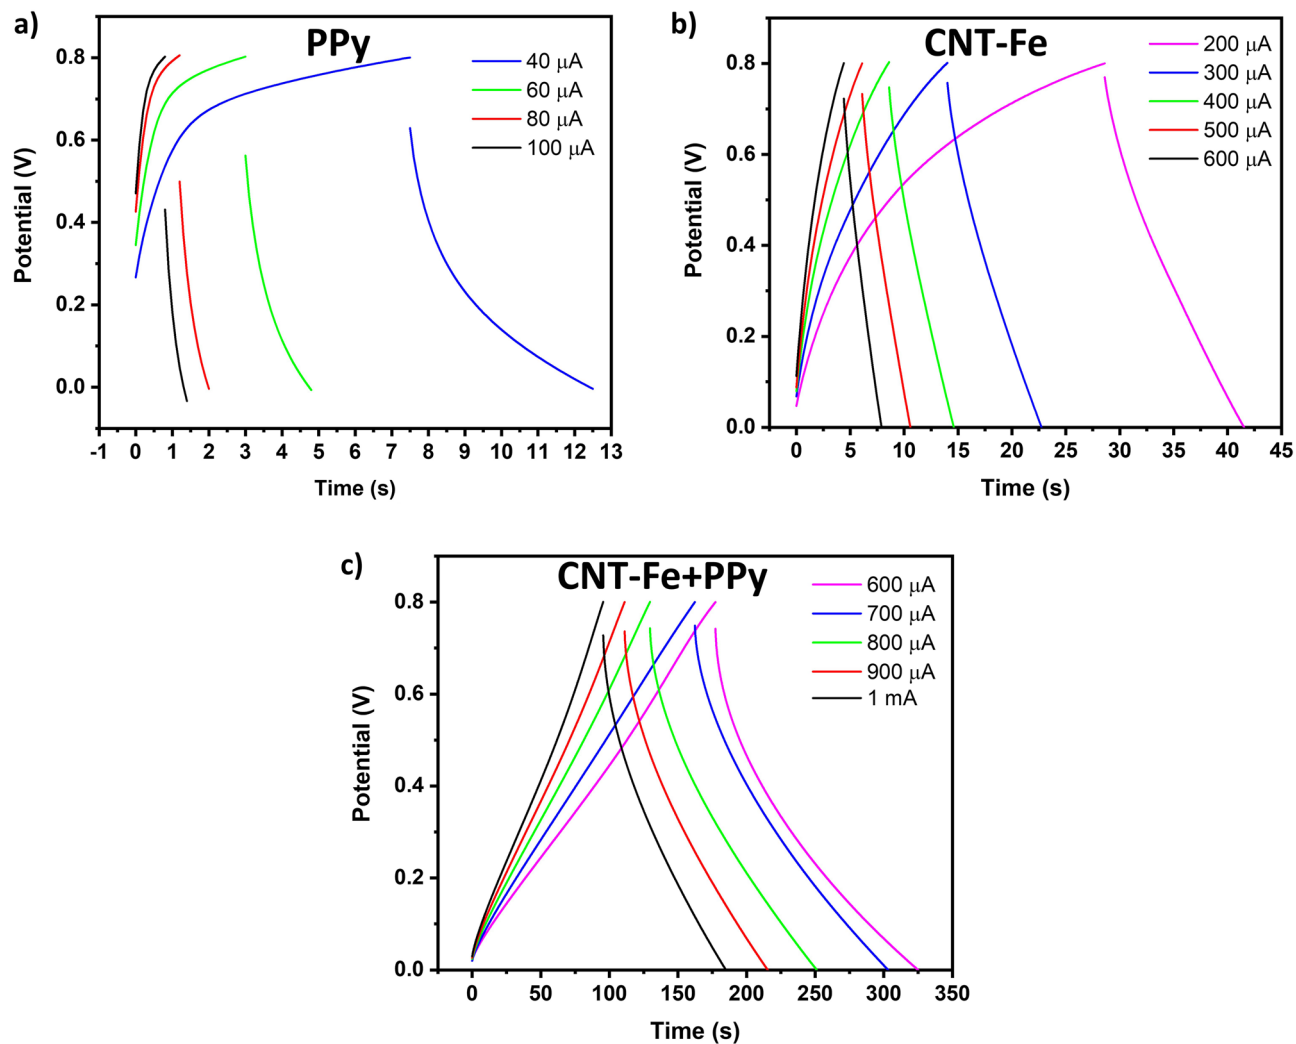 a)
PPy
40 μA
60 μA
80 μA
100 μA
0.8
0.6
0.4
0.2
0.0
Potential (V)
-1 0 1 2 3 4 5 6 7 8 9 10 11 12 13
Time (s)
b)
CNT-Fe
200 μA
300 μA
400 μA
500 μA
600 μA
0.8
0.6
0.4
0.2
0.0
Potential (V)
0 5 10 15 20 25 30 35 40 45
Time (s)
c)
CNT-Fe+PPy
600 μA
700 μA
800 μA
900 μA
1 mA
0.8
0.6
0.4
0.2
0.0
Potential (V)
0 50 100 150 200 250 300 350
Time (s)